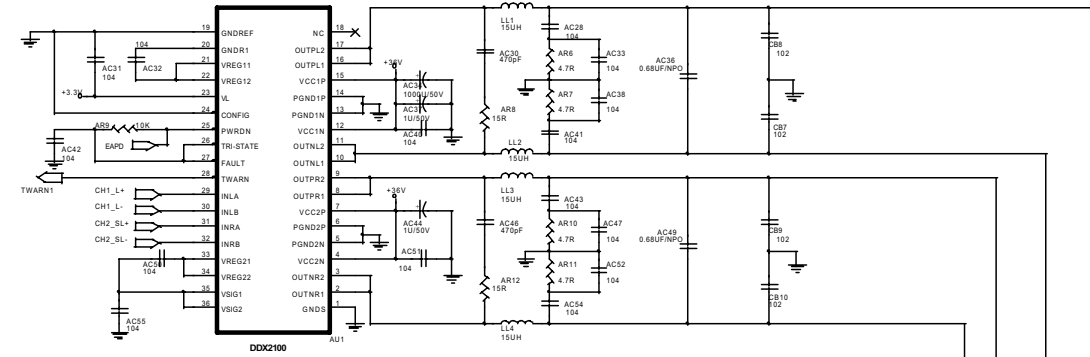 19 GNDREF
20 GNDR1
21 VREG11
22 VREG12
23 VL
24 CONFIG
25 PWRDN
26 TRI-STATE
27 FAULT
28 TWARN
29 INLA
30 INLB
31 INRA
32 INRB
33 VREG21
34 VREG22
35 VSIG1
36 VSIG2
NC 18
OUTPL2 17
OUTPL1 16
VCC1P 15
PGND1P 14
PGND1N 13
VCC1N 12
OUTNL2 11
OUTNL1 10
OUTPR2 9
OUTPR1 8
VCC2P 7
PGND2P 6
PGND2N 5
VCC2N 4
OUTNR2 3
OUTNR1 2
GNDS 1
DDX2100
AU1
AC31
104
104
AC32
+3.3V
AR9 10K
EAPD
AC42
104
TWARN1
CH1_L+
CH1_L-
CH2_SL+
CH2_SL-
104
AC55
104
+36V
1000U/50V
1U/50V
AC40
104
+36V
AC44
1U/50V
AC51
104
LL1
15UH
AC30
470pF
AR8
15R
LL2
15UH
AC28
104
AR6
4.7R
AR7
4.7R
AC41
104
AC33
104
AC38
104
AC36
0.68UF/NPO
CB8
102
CB7
102
LL3
15UH
AC46
470pF
AR12
15R
LL4
15UH
AC43
104
AR10
4.7R
AR11
4.7R
AC54
104
AC47
104
AC52
104
AC49
0.68UF/NPO
CB9
102
CB10
102